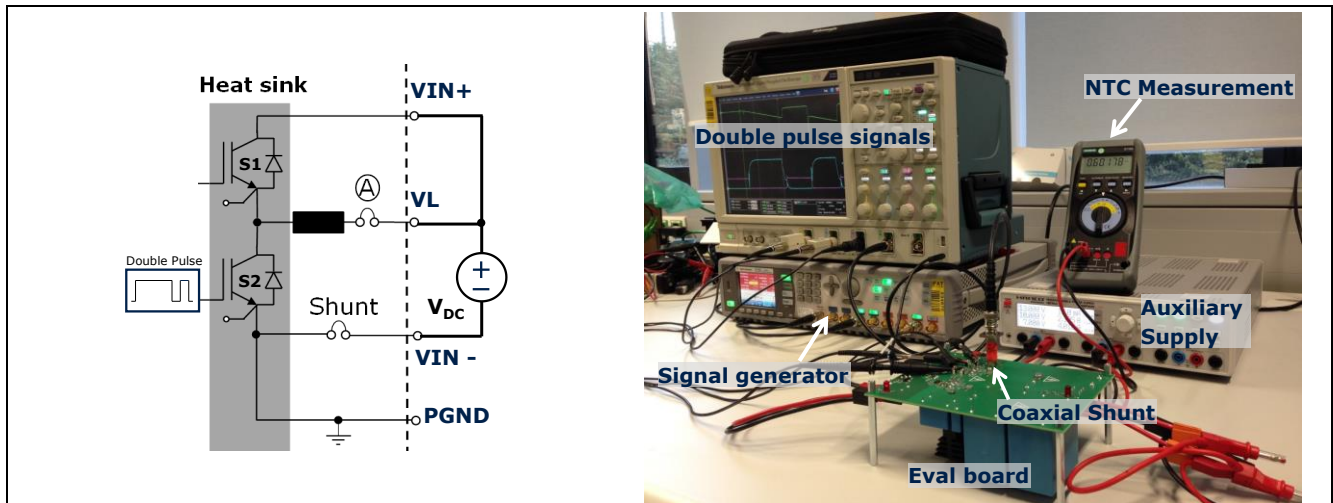 Heat sink
VIN+
S1
A
VL
Double Pulse
S2
Shunt
VDC
VIN -
PGND
Double pulse signals
NTC Measurement
Auxiliary
Supply
Signal generator
Coaxial Shunt
Eval board